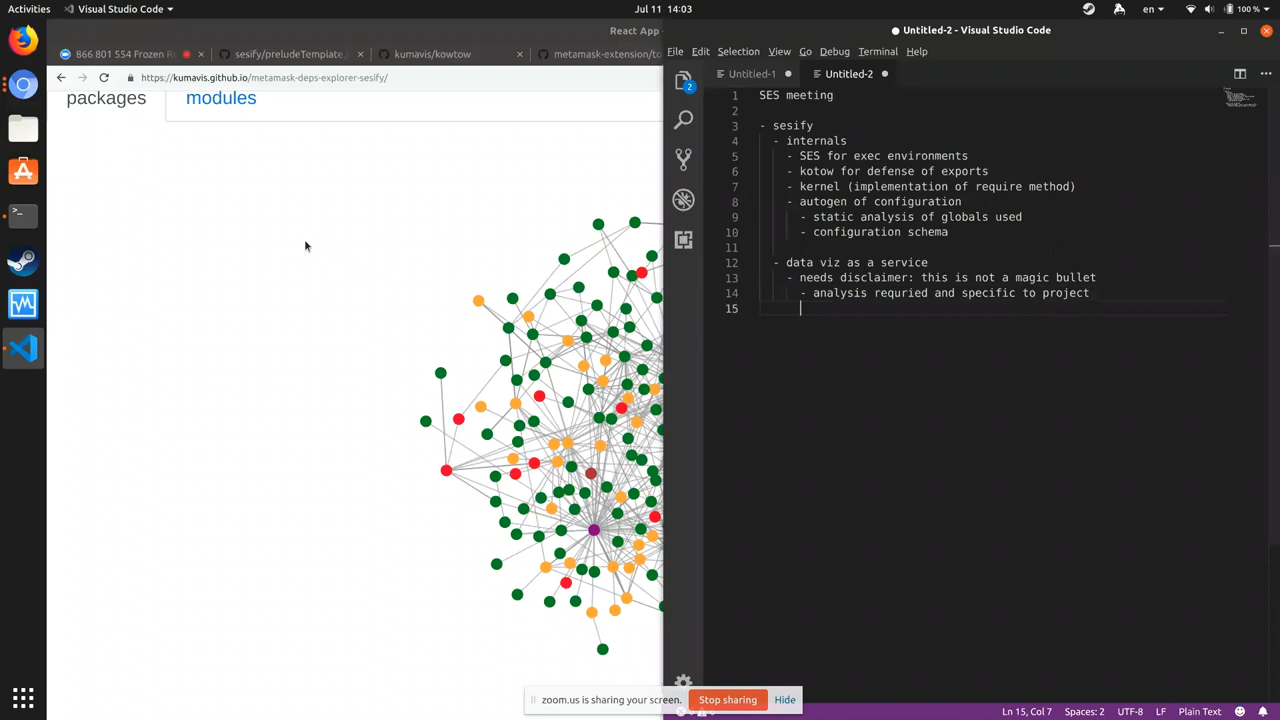 Activities
Visual Studio Code
Jul 11 14:03
en
100 %
React App
Untitled-2 - Visual Studio Code
866 801 554 Frozen R
sesify/preludeTemplate
kumavis/kowtow
metamask-extension/to
File Edit Selection View Go Debug Terminal Help
https://kumavis.github.io/metamask-deps-explorer-sesify/
Untitled-1
Untitled-2
2
packages
modules
1 SES meeting
2
3 - sesify
4 - internals
5 - SES for exec environments
6 - kotow for defense of exports
7 - kernel (implementation of require method)
8 - autogen of configuration
9 - static analysis of globals used
10 - configuration schema
11
12 - data viz as a service
13 - needs disclaimer: this is not a magic bullet
14 - analysis requried and specific to project
15
zoom.us is sharing your screen.
Stop sharing
Hide
Ln 15, Col 7
Spaces: 2
UTF-8
LF
Plain Text